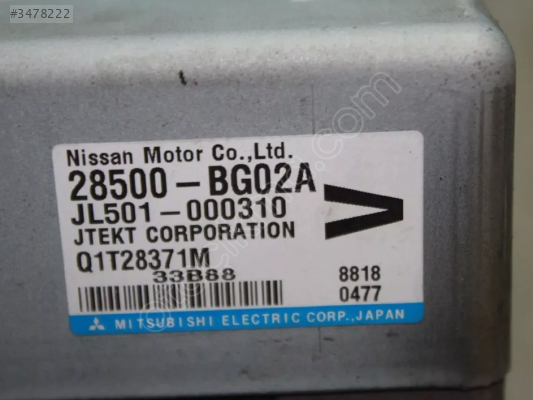 #3478222
Nissan Motor Co.,Ltd.
28500-BG02A
JL501-000310
JTEKT CORPORATION
Q1T28371M
33B88
8818
0477
MITSUBISHI ELECTRIC CORP.,JAPAN